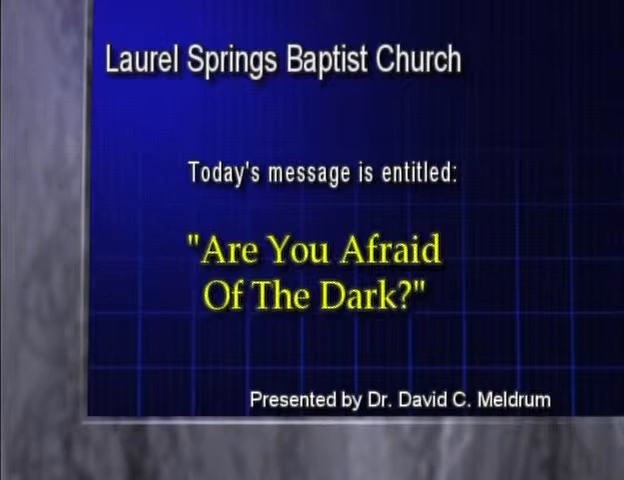 Laurel Springs Baptist Church
Today's message is entitled:
"Are You Afraid
Of The Dark?"
Presented by Dr. David C. Meldrum